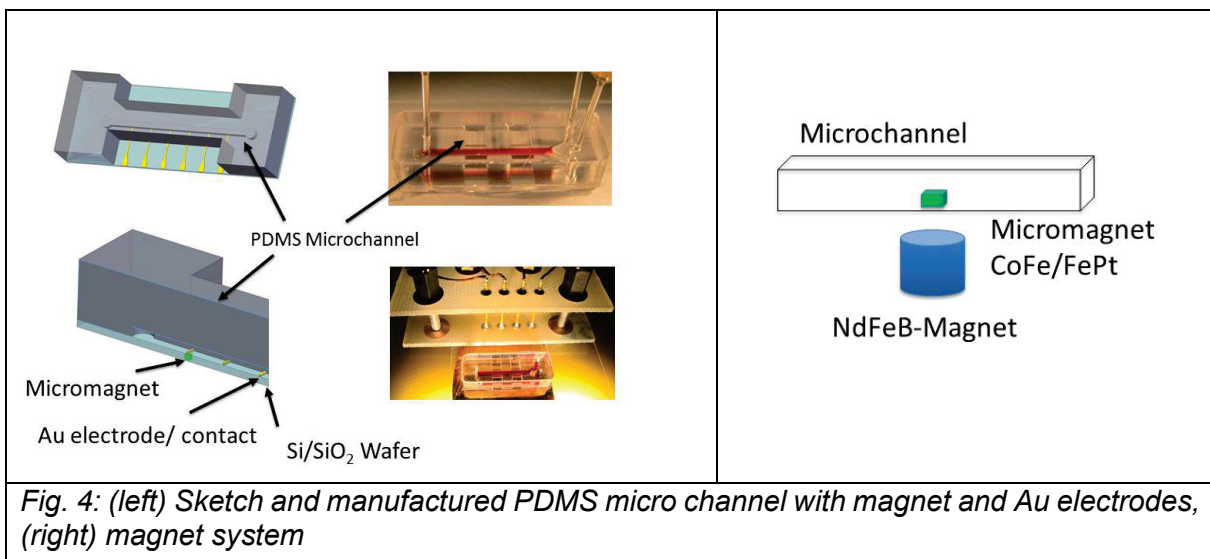 PDMS Microchannel
Micromagnet
Au electrode/ contact
Si/SiO₂ Wafer
Microchannel
Micromagnet
CoFe/FePt
NdFeB-Magnet
Fig. 4: (left) Sketch and manufactured PDMS micro channel with magnet and Au electrodes,
(right) magnet system